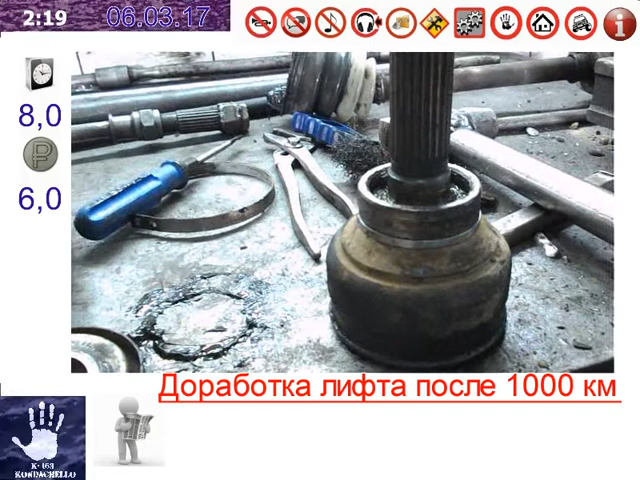 2:19 06.03.17
8,0
6,0
Доработка лифта после 1000 км
K-163
KONDACHELLO